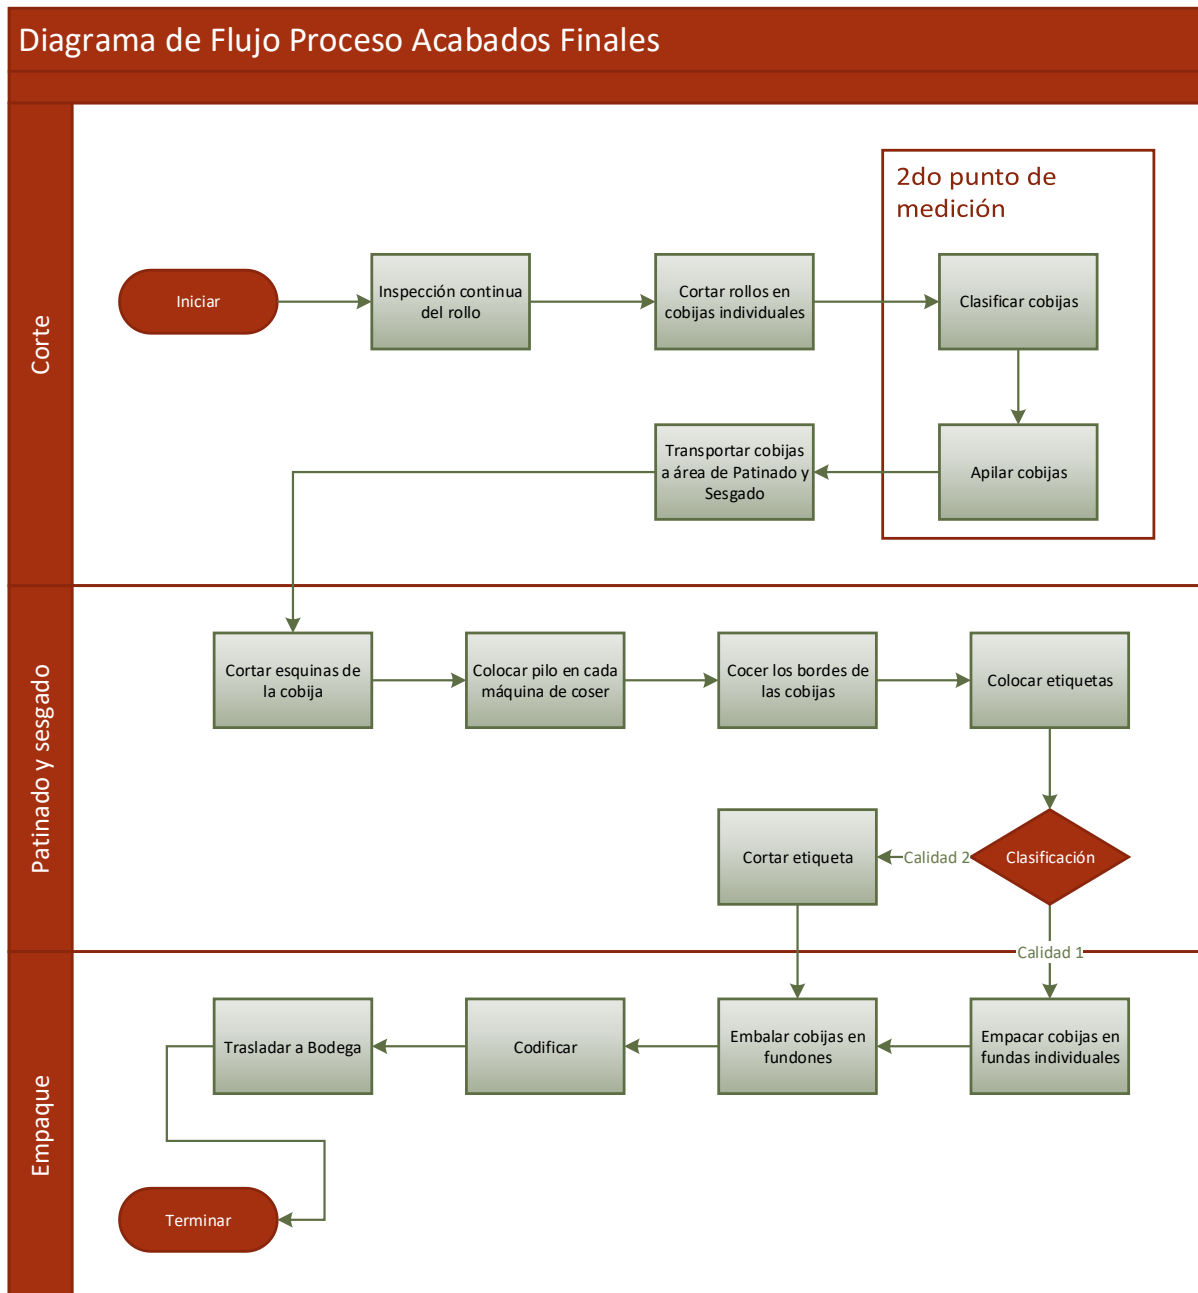 Diagrama de Flujo Proceso Acabados Finales
Corte
2do punto de
medición
Iniciar
Inspección continua
del rollo
Cortar rollos en
cobijas individuales
Clasificar cobijas
Transportar cobijas
a área de Patinado y
Sesgado
Apilar cobijas
Patinado y sesgado
Cortar esquinas de
la cobija
Colocar pilo en cada
máquina de coser
Cocer los bordes de
las cobijas
Colocar etiquetas
Cortar etiqueta
Calidad 2
Clasificación
Calidad 1
Empaque
Trasladar a Bodega
Codificar
Embalar cobijas en
fundones
Empacar cobijas en
fundas individuales
Terminar